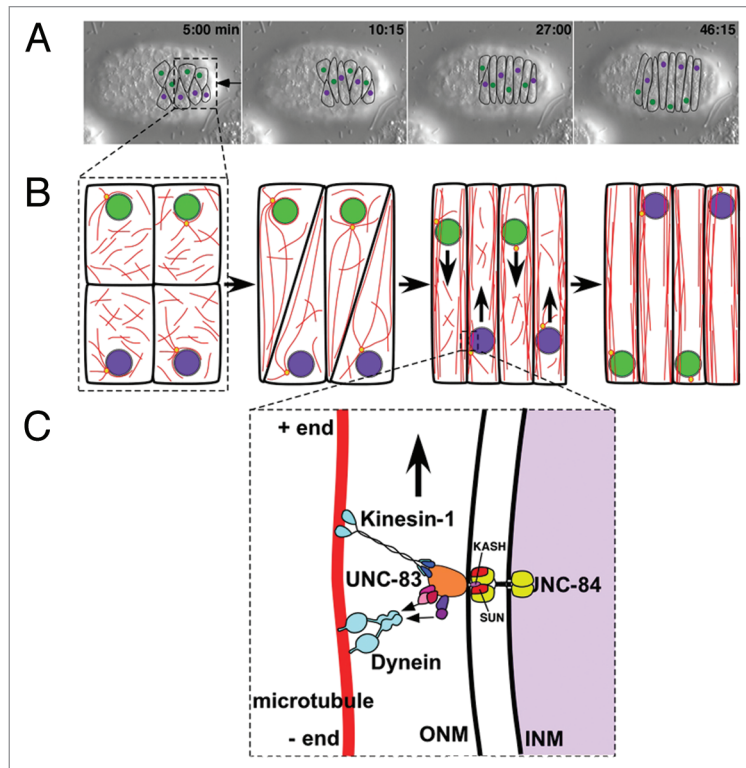 A
5:00 min
10:15
27:00
46:15
B
C
+ end
Kinesin-1
KASH
UNC-83
JNC-84
SUN
Dynein
microtubule
- end
ONM
INM